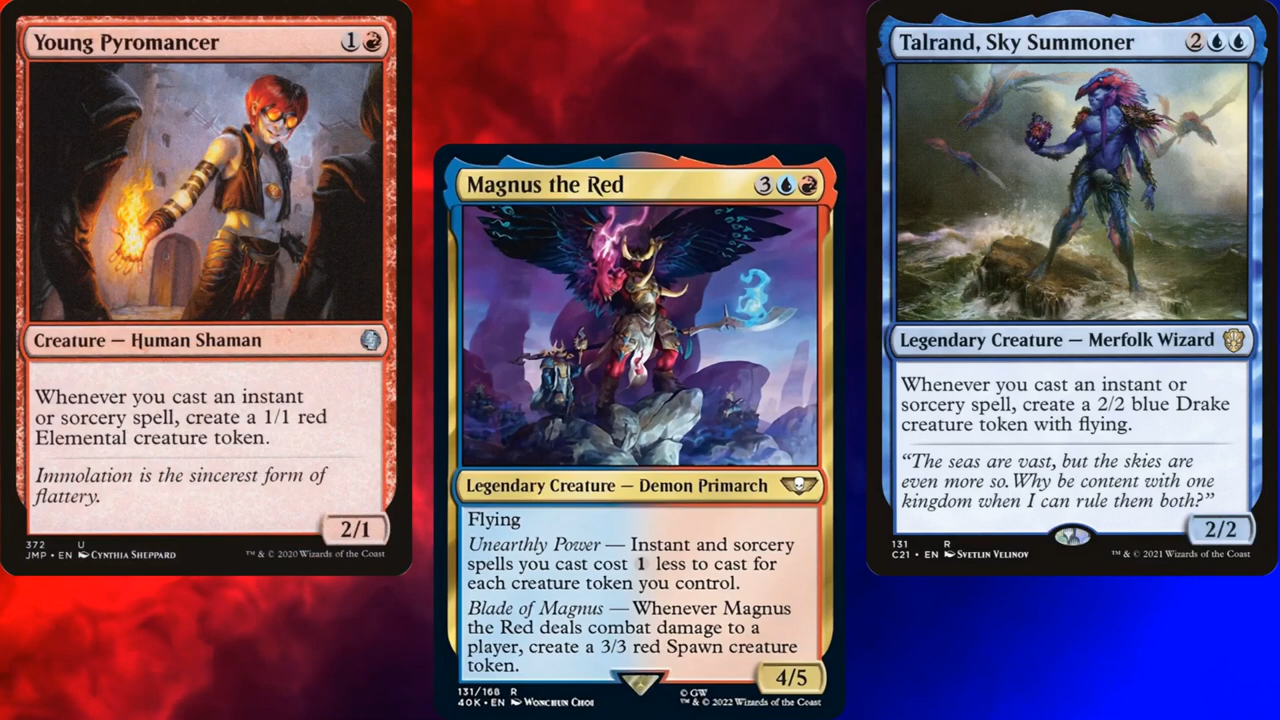 Young Pyromancer 1
Creature — Human Shaman
Whenever you cast an instant
or sorcery spell, create a 1/1 red
Elemental creature token.
Immolation is the sincerest form of
flattery.
2/1
372 U
JMP • EN Cynthia Sheppard
™ & © 2020 Wizards of the Coast
Magnus the Red 3
Legendary Creature — Demon Primarch
Flying
Unearthly Power — Instant and sorcery
spells you cast cost 1 less to cast for
each creature token you control.
Blade of Magnus — Whenever Magnus
the Red deals combat damage to a
player, create a 3/3 red Spawn creature
token.
4/5
131/168 R
40K • EN Wonchun Choi
© GW
™ & © 2022 Wizards of the Coast
Talrand, Sky Summoner 2
Legendary Creature — Merfolk Wizard
Whenever you cast an instant or
sorcery spell, create a 2/2 blue Drake
creature token with flying.
“The seas are vast, but the skies are
even more so. Why be content with one
kingdom when I can rule them both?”
2/2
131 R
C21 • EN Svetlin Velinov
™ & © 2021 Wizards of the Coast